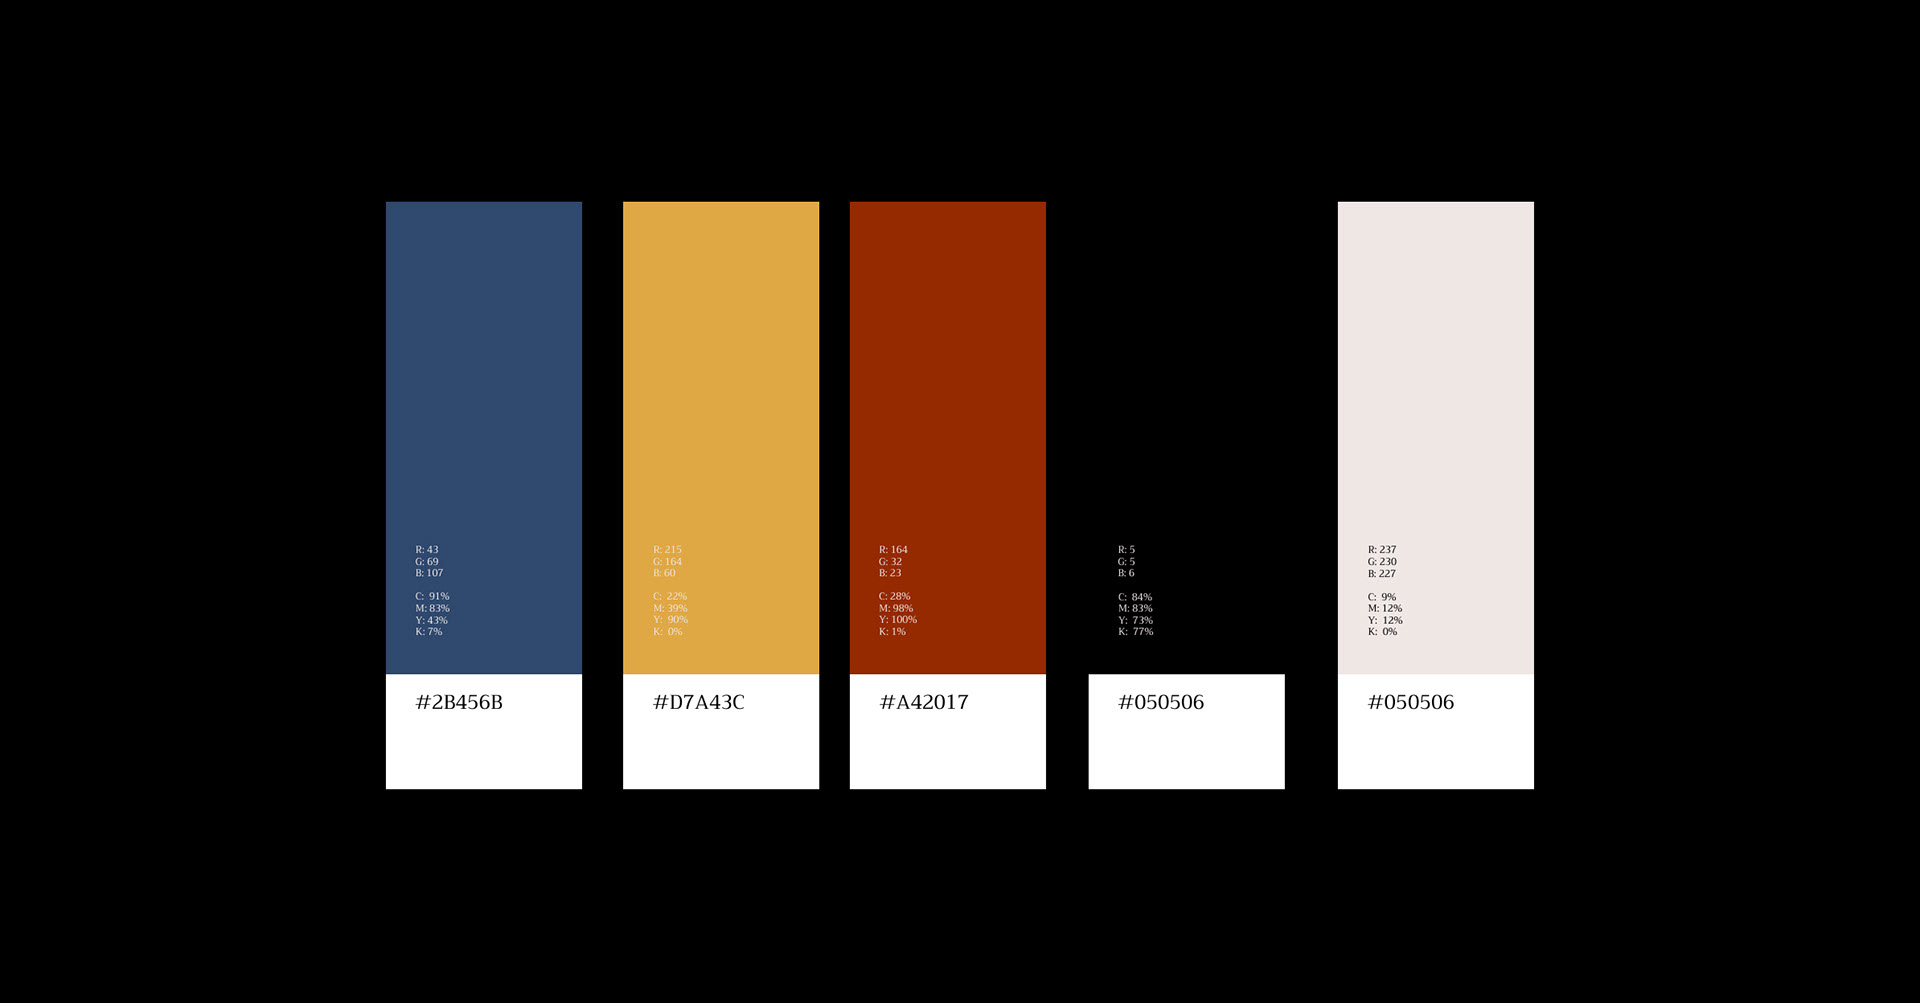 R: 43
G: 69
B: 107
C: 91%
M: 83%
Y: 43%
K: 7%
#2B456B
R: 215
G: 164
B: 60
C: 22%
M: 39%
Y: 90%
K: 0%
#D7A43C
R: 164
G: 32
B: 23
C: 28%
M: 98%
Y: 100%
K: 1%
#A42017
R: 5
G: 5
B: 6
C: 84%
M: 83%
Y: 73%
K: 77%
#050506
R: 237
G: 230
B: 227
C: 9%
M: 12%
Y: 12%
K: 0%
#050506